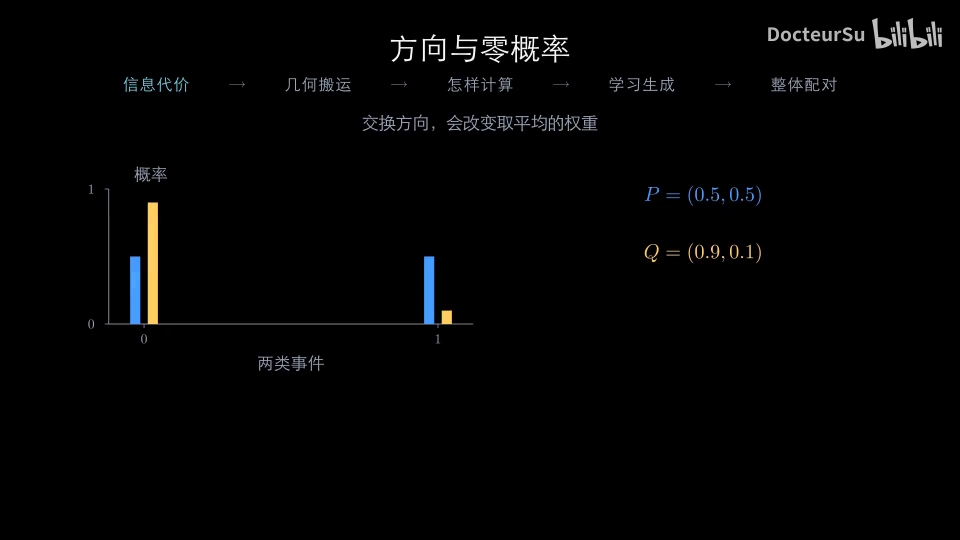 DocteurSu bilibili
方向与零概率
信息代价 → 几何搬运 → 怎样计算 → 学习生成 → 整体配对
交换方向，会改变取平均的权重
概率
1
0
0 1
两类事件
P = (0.5, 0.5)
Q = (0.9, 0.1)